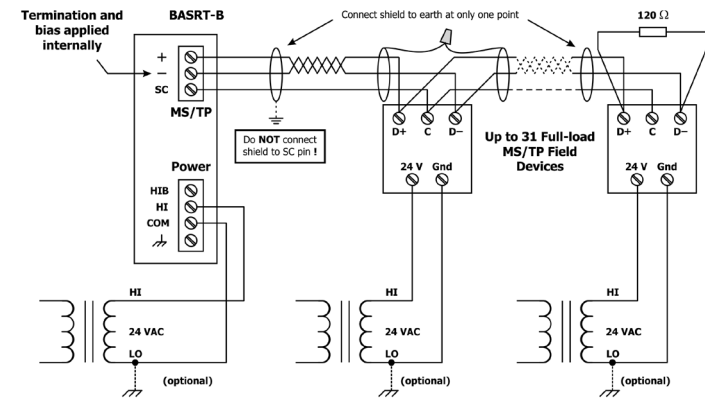 Termination and
bias applied
internally
BASRT-B
Connect shield to earth at only one point
120 Ω
+
−
SC
MS/TP
Do NOT connect
shield to SC pin !
D+ C D−
D+ C D−
Up to 31 Full-load
MS/TP Field
Devices
Power
24 V Gnd
24 V Gnd
HIB
HI
COM
HI
24 VAC
LO
(optional)
HI
24 VAC
LO
(optional)
HI
24 VAC
LO
(optional)